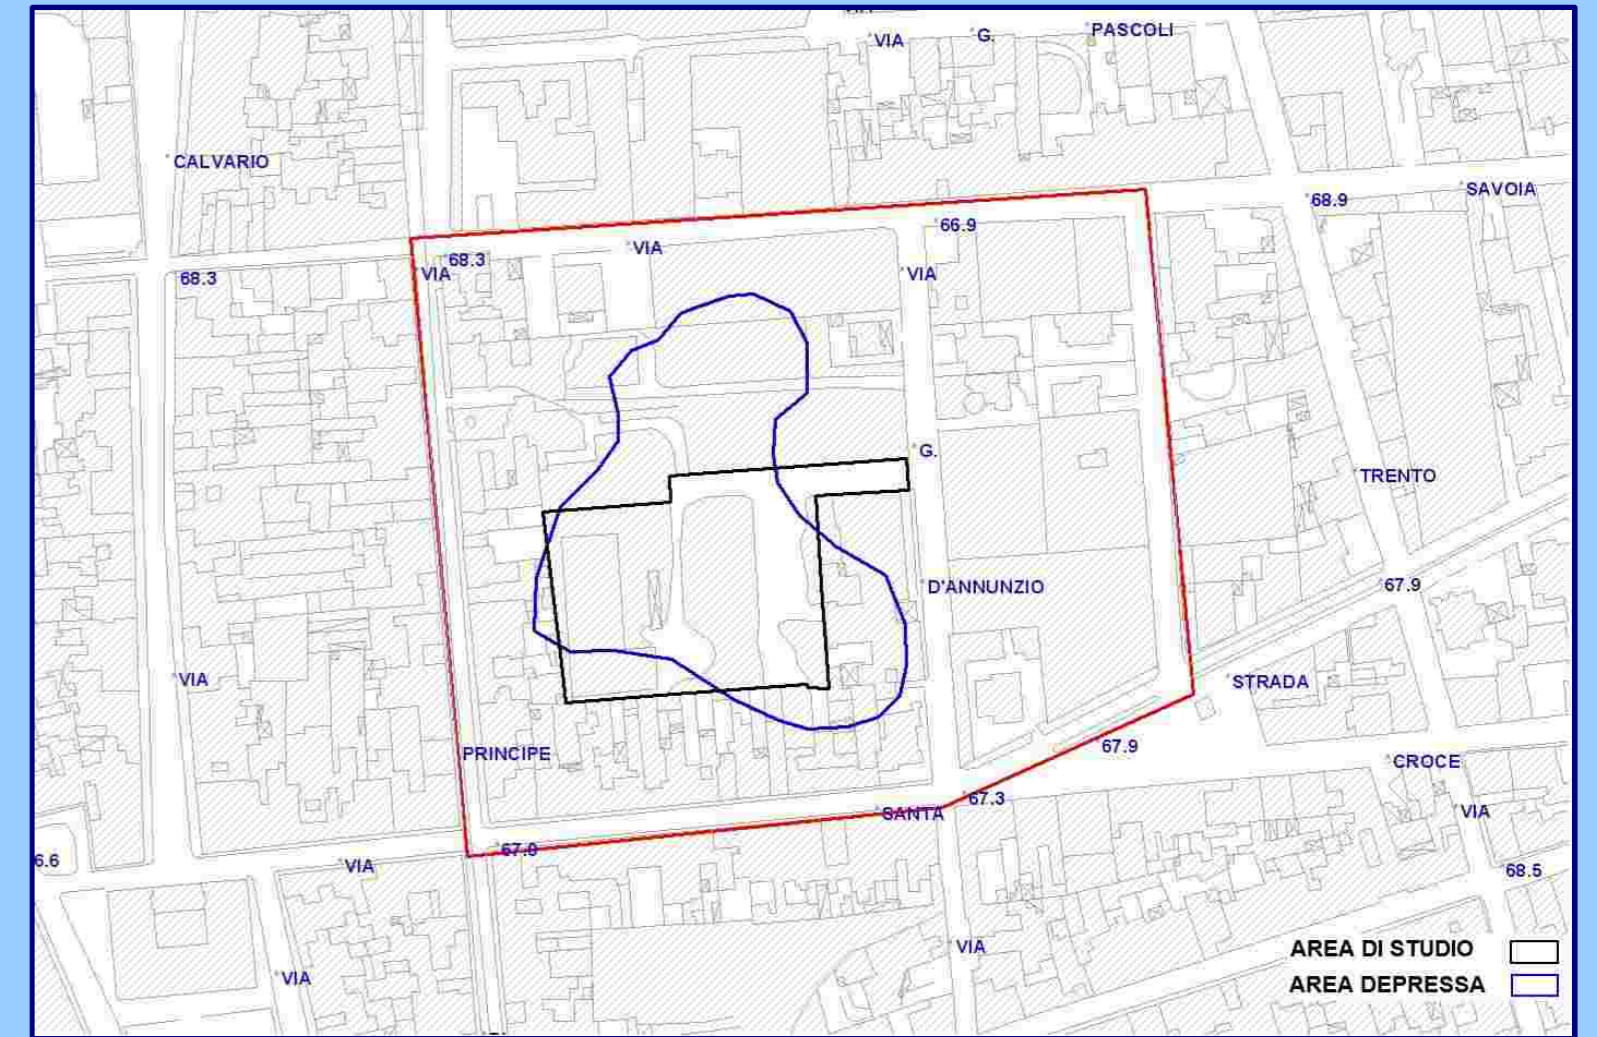 VIA
G.
PASCOLI
CALVARIO
SAVOIA
68.9
66.9
VIA
68.3
VIA
VIA
68.3
G.
TRENTO
D'ANNUNZIO
67.9
VIA
STRADA
67.9
PRINCIPE
CROCE
67.3
SANTA
VIA
6.6
VIA
68.5
VIA
AREA DI STUDIO
VIA
AREA DEPRESSA